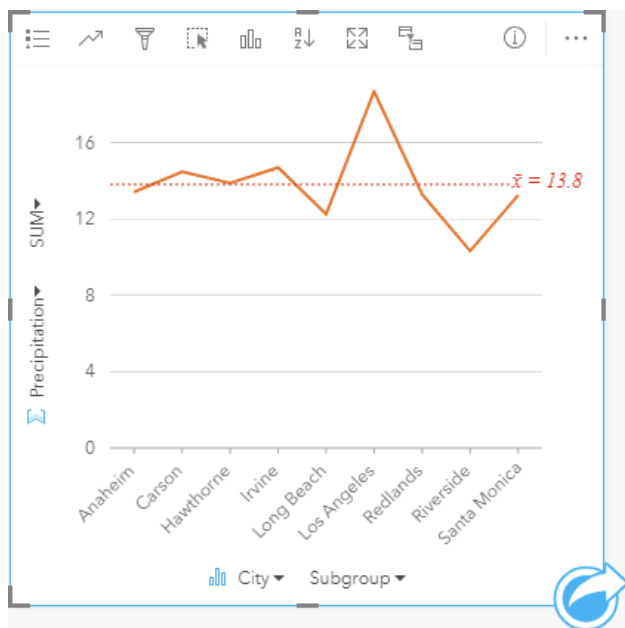 16
x̄ = 13.8
12
SUM
8
Precipitation
4
0
Anaheim
Carson
Hawthorne
Irvine
Long Beach
Los Angeles
Redlands
Riverside
Santa Monica
City Subgroup